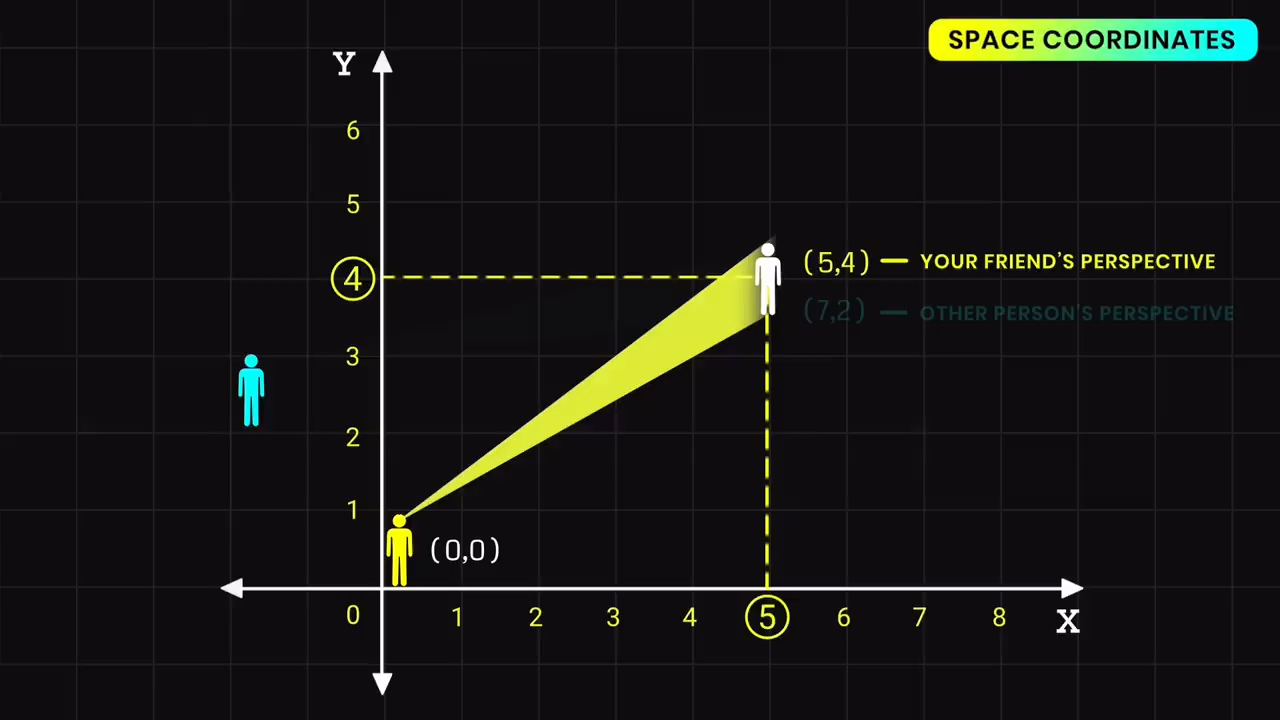 SPACE COORDINATES
Y
6
5
4
(5,4) — YOUR FRIEND'S PERSPECTIVE
(7,2) — OTHER PERSON'S PERSPECTIVE
3
2
1
(0,0)
0 1 2 3 4 5 6 7 8 X